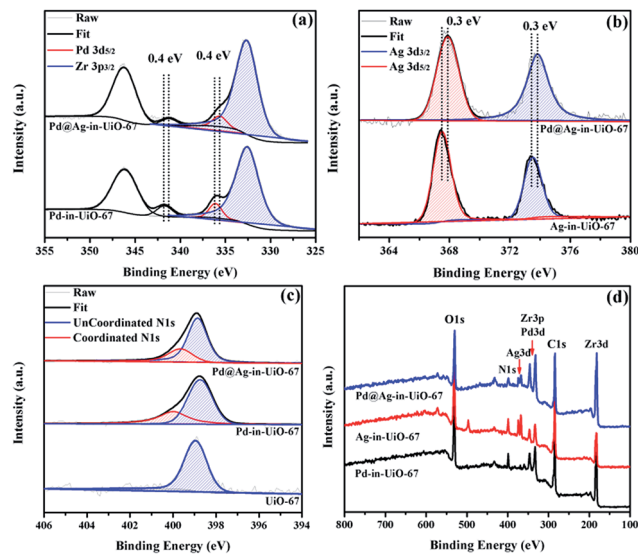 (a)
Raw
Fit
Pd 3d5/2
Zr 3p3/2
0.4 eV
0.4 eV
Pd@Ag-in-UiO-67
Pd-in-UiO-67
Intensity (a.u.)
355 350 345 340 335 330 325
Binding Energy (eV)
(b)
Raw
Fit
Ag 3d3/2
Ag 3d5/2
0.3 eV
0.3 eV
Pd@Ag-in-UiO-67
Ag-in-UiO-67
Intensity (a.u.)
364 368 372 376 380
Binding Energy (eV)
(c)
Raw
Fit
UnCoordinated N1s
Coordinated N1s
Pd@Ag-in-UiO-67
Pd-in-UiO-67
UiO-67
Intensity (a.u.)
406 404 402 400 398 396 394
Binding Energy (eV)
(d)
O1s
Zr3p
Pd3d
Ag3d
N1s
C1s
Zr3d
Pd@Ag-in-UiO-67
Ag-in-UiO-67
Pd-in-UiO-67
Intensity (a.u.)
800 700 600 500 400 300 200 100
Binding Energy (eV)